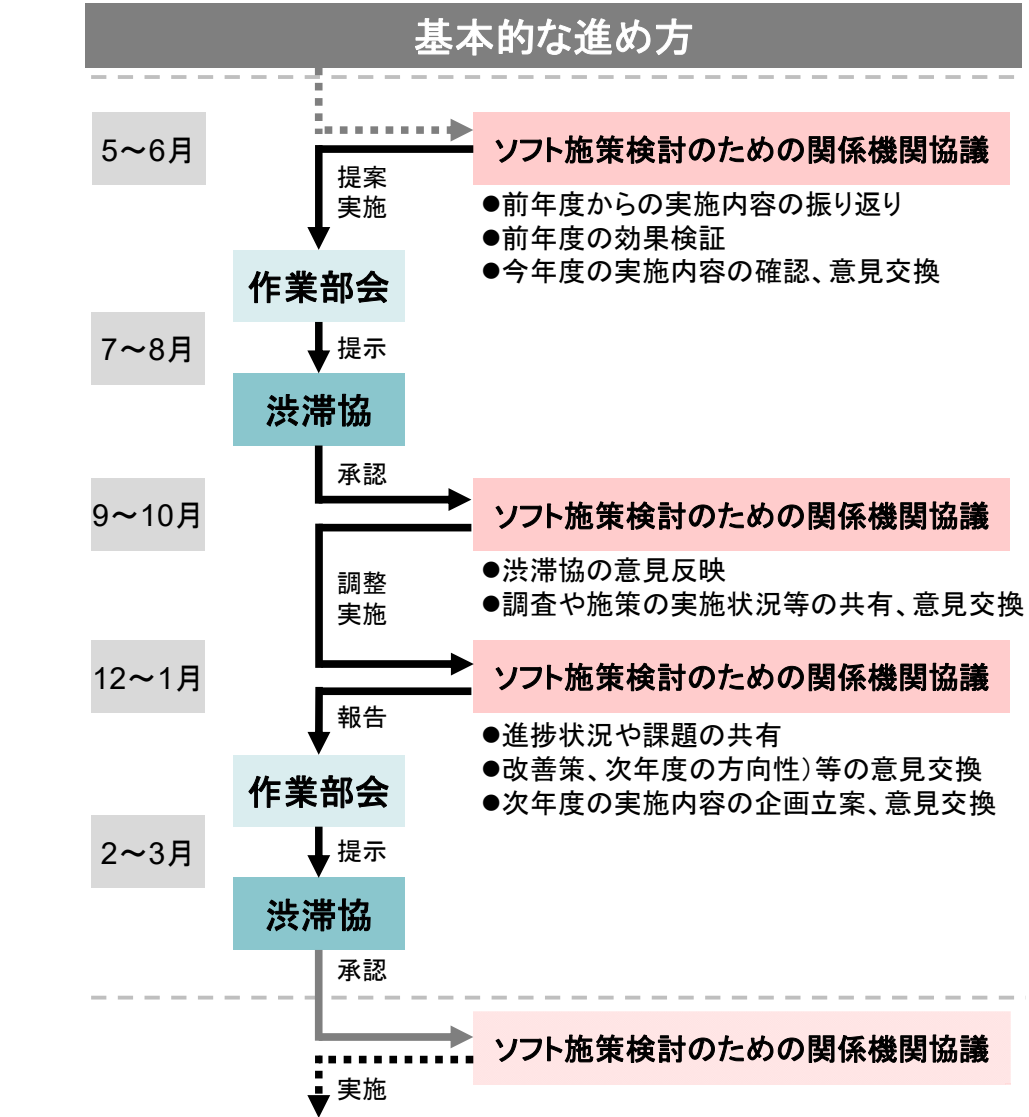 基本的な進め方
5～6月
ソフト施策検討のための関係機関協議
提案
実施
●前年度からの実施内容の振り返り
●前年度の効果検証
●今年度の実施内容の確認、意見交換
作業部会
7～8月
提示
渋滞協
承認
9～10月
ソフト施策検討のための関係機関協議
●渋滞協の意見反映
●調査や施策の実施状況等の共有、意見交換
調整
実施
12～1月
ソフト施策検討のための関係機関協議
報告
●進捗状況や課題の共有
●改善策、次年度の方向性）等の意見交換
●次年度の実施内容の企画立案、意見交換
作業部会
2～3月
提示
渋滞協
承認
ソフト施策検討のための関係機関協議
実施